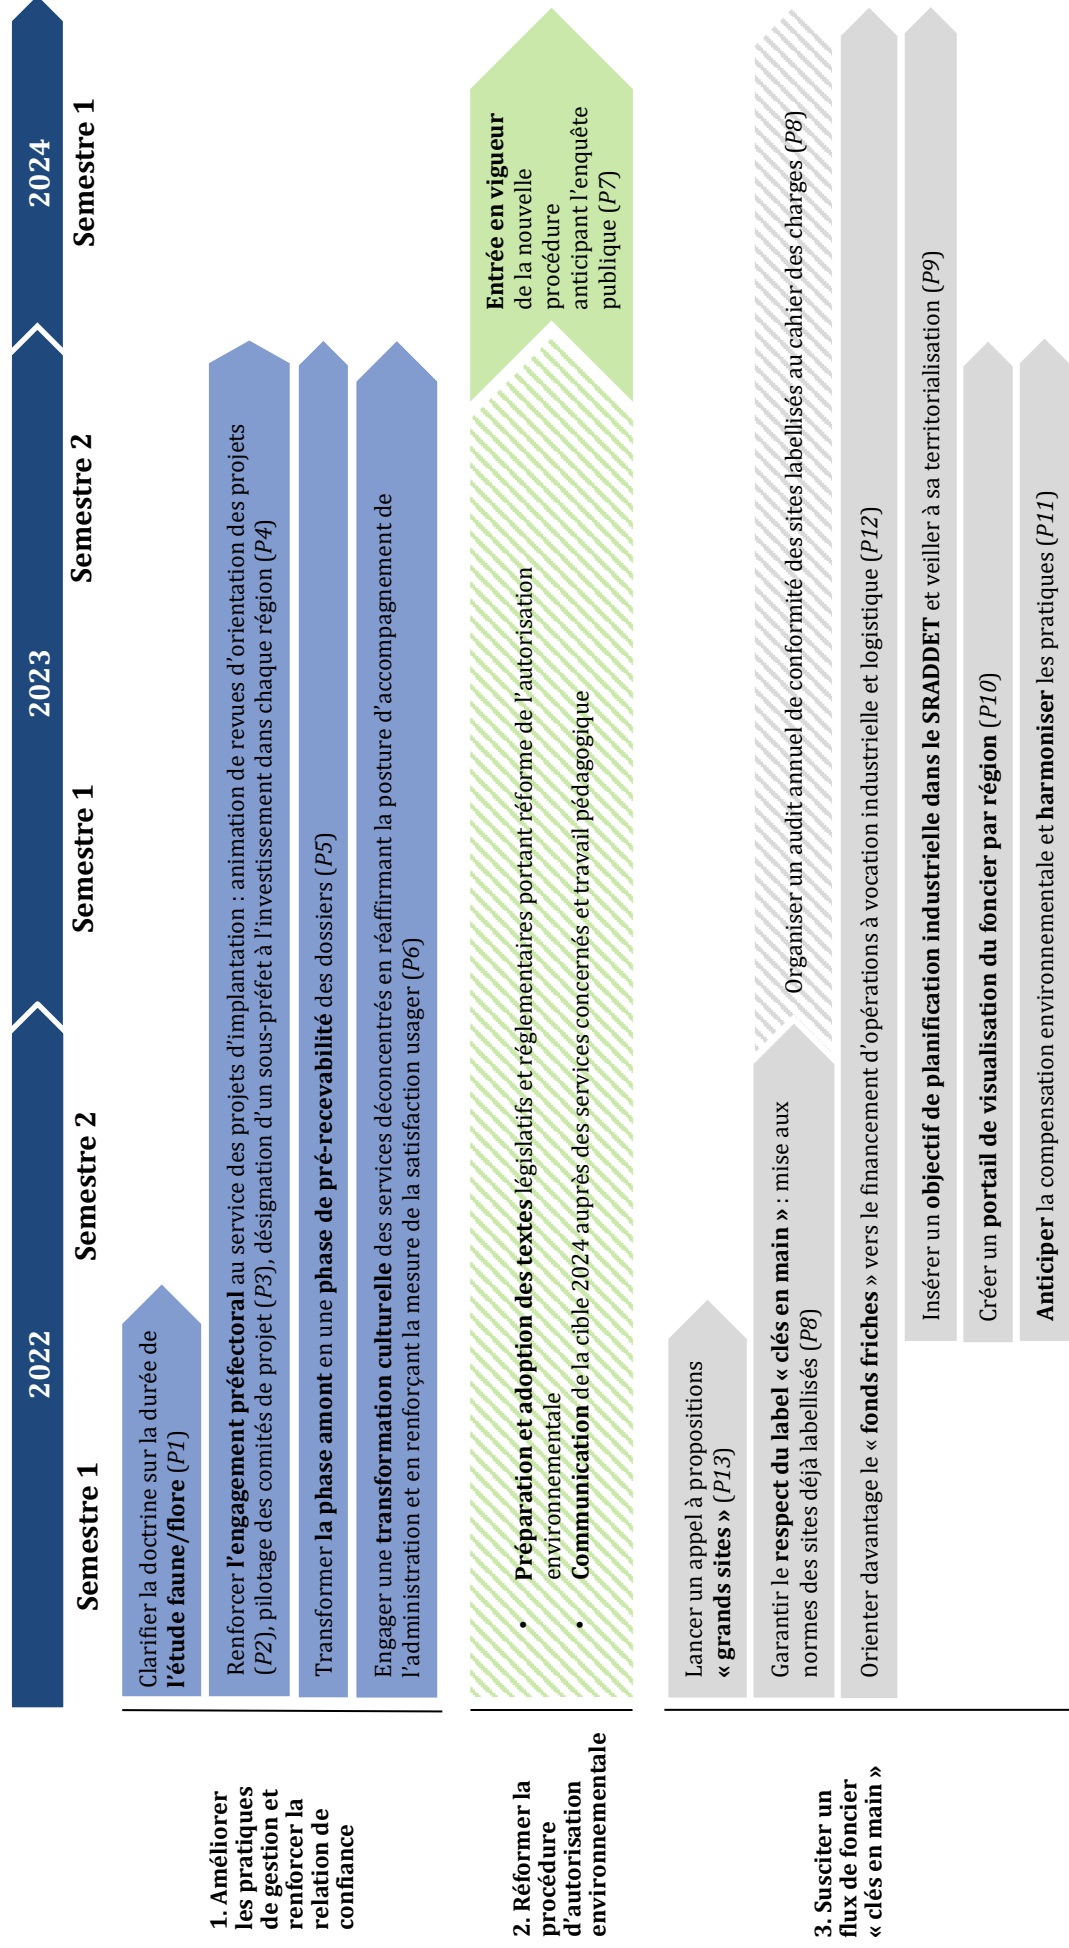 2022
2023
2024
Semestre 1
Semestre 2
Semestre 1
Semestre 2
Semestre 1
1. Améliorer
les pratiques
de gestion et
renforcer la
relation de
confiance
Clarifier la doctrine sur la durée de
l'étude faune/flore (P1)
Renforcer l'engagement préfectoral au service des projets d'implantation : animation de revues d'orientation des projets
(P2), pilotage des comités de projet (P3), désignation d'un sous-préfet à l'investissement dans chaque région (P4)
Transformer la phase amont en une phase de pré-recevabilité des dossiers (P5)
Engager une transformation culturelle des services déconcentrés en réaffirmant la posture d'accompagnement de
l'administration et en renforçant la mesure de la satisfaction usager (P6)
2. Réformer la
procédure
d'autorisation
environnementale
• Préparation et adoption des textes législatifs et réglementaires portant réforme de l'autorisation
environnementale
• Communication de la cible 2024 auprès des services concernés et travail pédagogique
Entrée en vigueur
de la nouvelle
procédure
anticipant l'enquête
publique (P7)
3. Susciter un
flux de foncier
« clés en main »
Lancer un appel à propositions
« grands sites » (P13)
Garantir le respect du label « clés en main » : mise aux
normes des sites déjà labellisés (P8)
Organiser un audit annuel de conformité des sites labellisés au cahier des charges (P8)
Orienter davantage le « fonds friches » vers le financement d'opérations à vocation industrielle et logistique (P12)
Insérer un objectif de planification industrielle dans le SRADDET et veiller à sa territorialisation (P9)
Créer un portail de visualisation du foncier par région (P10)
Anticiper la compensation environnementale et harmoniser les pratiques (P11)